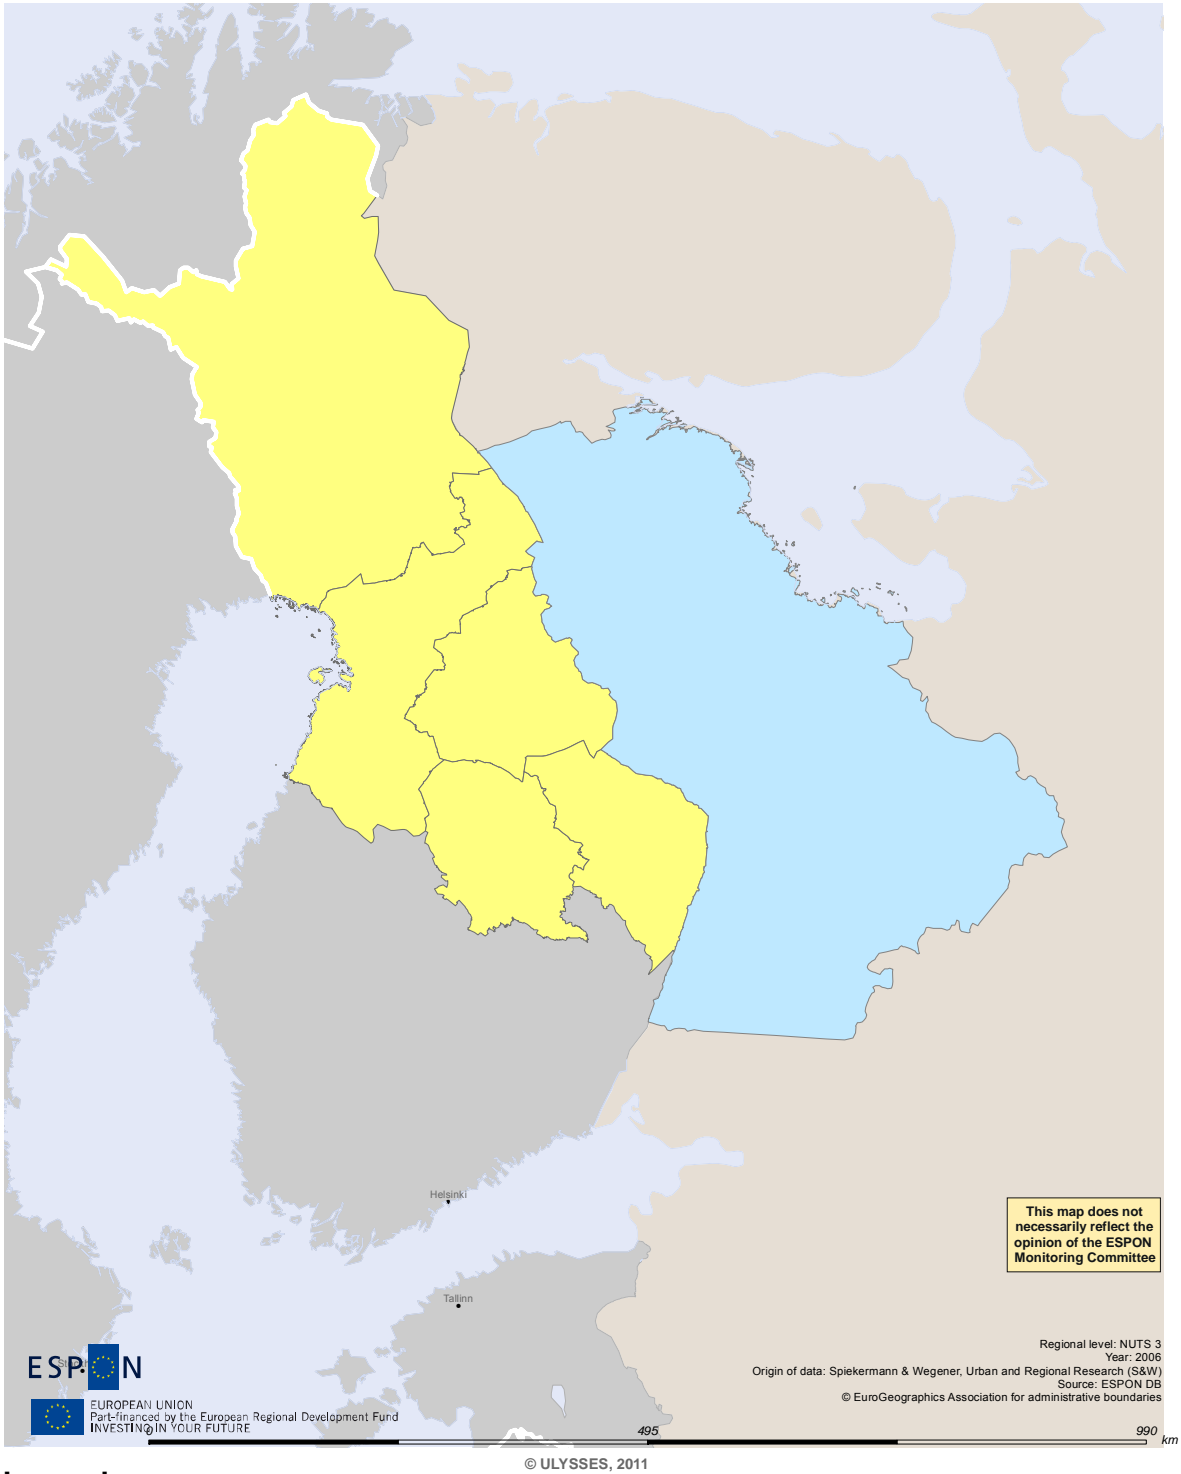 Helsinki
This map does not
necessarily reflect the
opinion of the ESPON
Monitoring Committee
Tallinn
Regional level: NUTS 3
Year: 2006
Origin of data: Spiekermann & Wegener, Urban and Regional Research (S&W)
Source: ESPON DB
© EuroGeographics Association for administrative boundaries
ESPON
EUROPEAN UNION
Part-financed by the European Regional Development Fund
INVESTING IN YOUR FUTURE
0 495 990 km
© ULYSSES, 2011